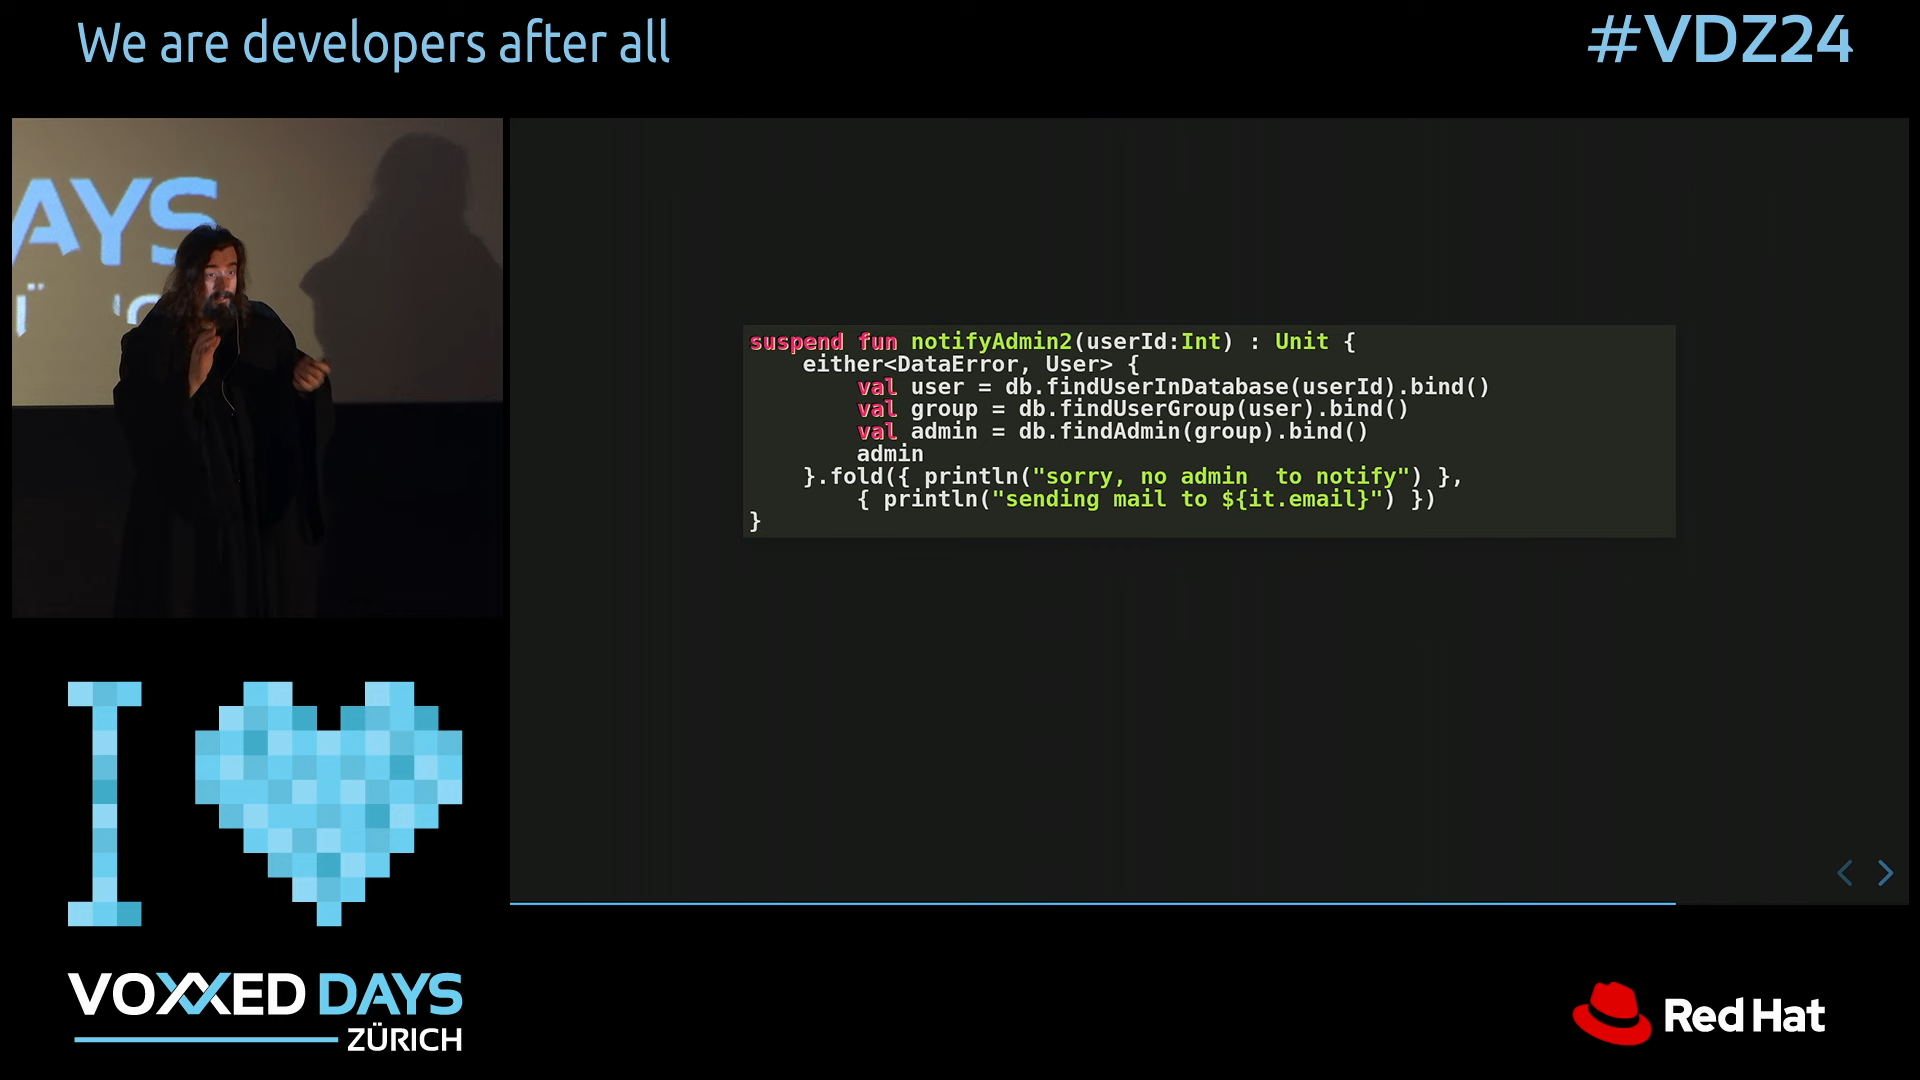 We are developers after all
#VDZ24
AYS
suspend fun notifyAdmin2(userId:Int) : Unit {
    either<DataError, User> {
        val user = db.findUserInDatabase(userId).bind()
        val group = db.findUserGroup(user).bind()
        val admin = db.findAdmin(group).bind()
        admin
    }.fold({ println("sorry, no admin  to notify") },
        { println("sending mail to ${it.email}") })
}
I
VOXXED DAYS
ZÜRICH
Red Hat